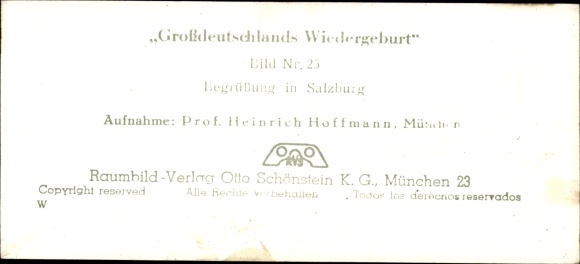 „Großdeutschlands Wiedergeburt“
Bild Nr. 25
Begrüßung in Salzburg
Aufnahme: Prof. Heinrich Hoffmann, München
RVS
Raumbild-Verlag Otto Schönstein K. G., München 23
Copyright reserved Alle Rechte vorbehalten Todos los derechos reservados
W